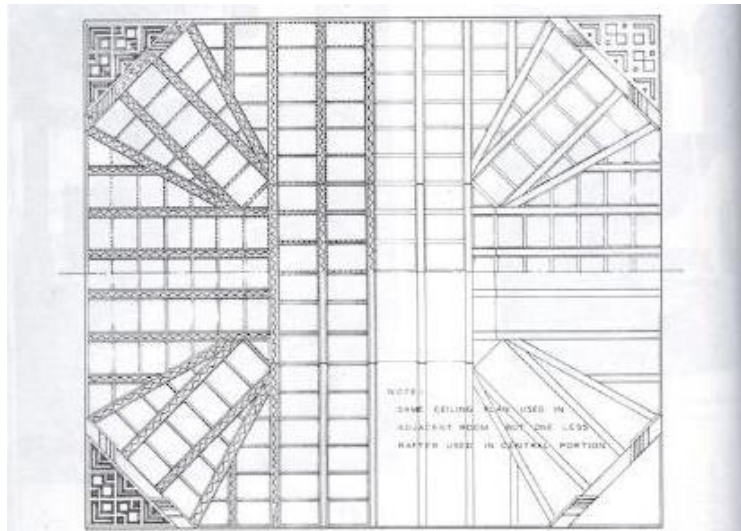 NOTE:
SAME CEILING PLAN USED IN
ADJACENT ROOM BUT ONE LESS
RAFTER USED IN CENTRAL PORTION